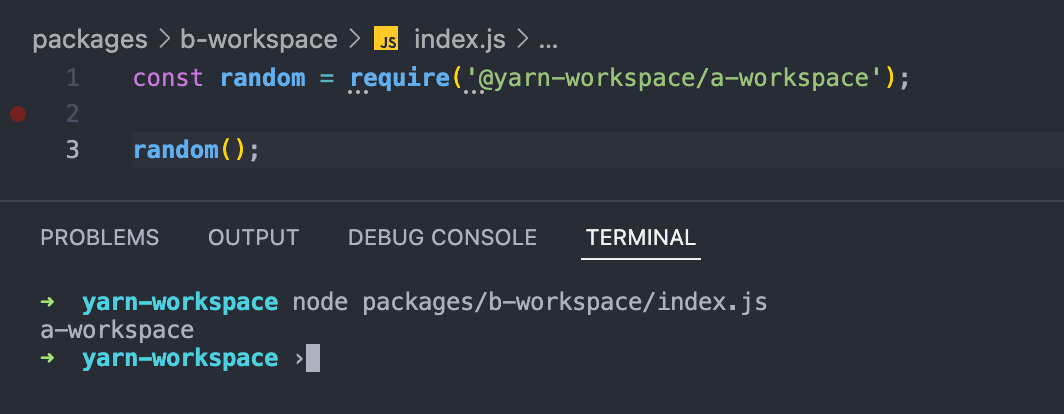 packages > b-workspace > JS index.js > ...
1 const random = require('@yarn-workspace/a-workspace');
2
3 random();
PROBLEMS OUTPUT DEBUG CONSOLE TERMINAL
➜ yarn-workspace node packages/b-workspace/index.js
a-workspace
➜ yarn-workspace ›